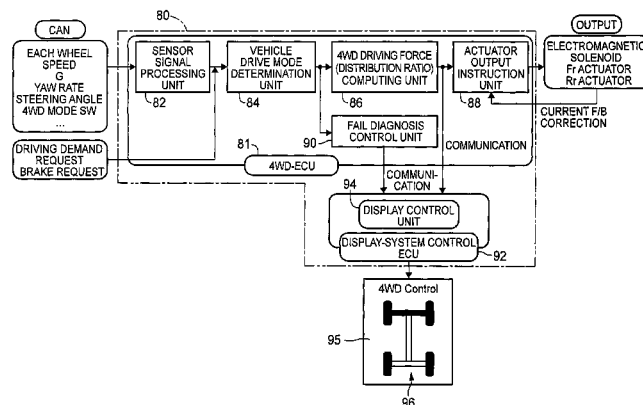 80
CAN
EACH WHEEL
SPEED
G
YAW RATE
STEERING ANGLE
4WD MODE SW
...
DRIVING DEMAND
REQUEST
BRAKE REQUEST
SENSOR
SIGNAL
PROCESSING
UNIT
82
VEHICLE
DRIVE MODE
DETERMINATION
UNIT
84
4WD DRIVING FORCE
(DISTRIBUTION RATIO)
COMPUTING UNIT
86
ACTUATOR
OUTPUT
INSTRUCTION
UNIT
88
OUTPUT
ELECTROMAGNETIC
SOLENOID
Fr ACTUATOR
Rr ACTUATOR
CURRENT F/B
CORRECTION
90
FAIL DIAGNOSIS
CONTROL UNIT
COMMUNICATION
81
4WD-ECU
COMMUNI-
CATION
94
DISPLAY CONTROL
UNIT
DISPLAY-SYSTEM CONTROL
ECU
92
4WD Control
95
96